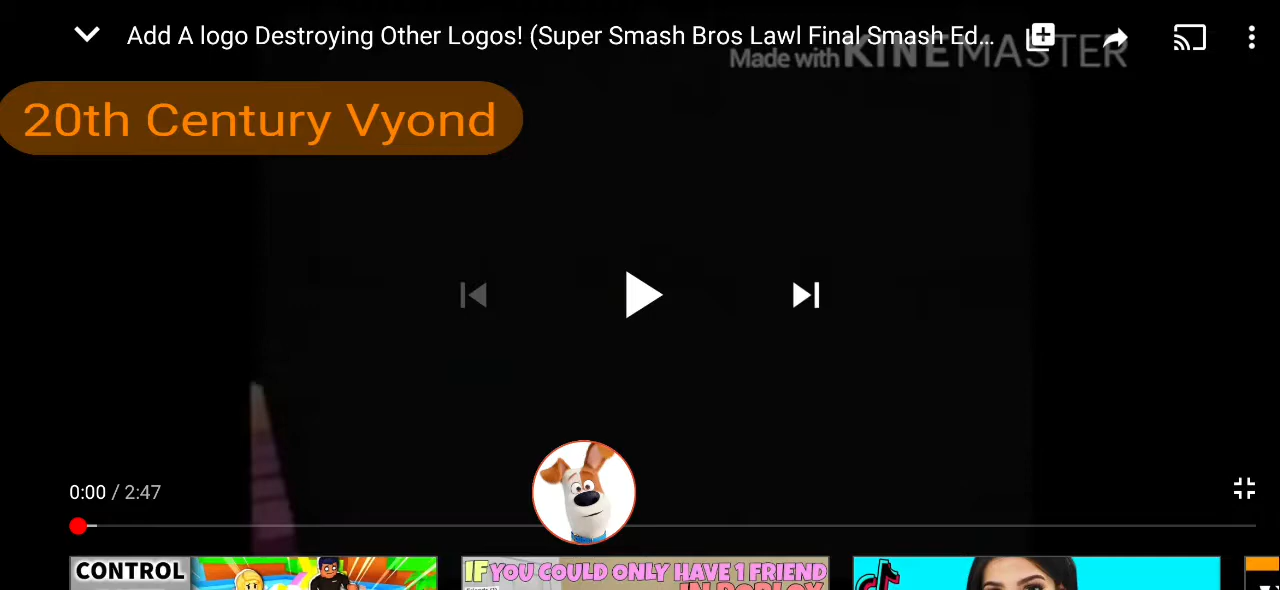 Add A logo Destroying Other Logos! (Super Smash Bros Lawl Final Smash Ed...
Made with KINEMASTER
20th Century Vyond
0:00 / 2:47
CONTROL
IF YOU COULD ONLY HAVE 1 FRIEND
IN ROBLOX